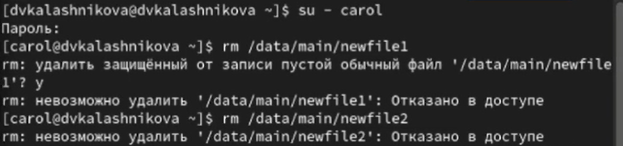 [dvkalashnikova@dvkalashnikova ~]$ su - carol
Пароль:
[carol@dvkalashnikova ~]$ rm /data/main/newfile1
rm: удалить защищённый от записи пустой обычный файл '/data/main/newfile
1'? y
rm: невозможно удалить '/data/main/newfile1': Отказано в доступе
[carol@dvkalashnikova ~]$ rm /data/main/newfile2
rm: невозможно удалить '/data/main/newfile2': Отказано в доступе